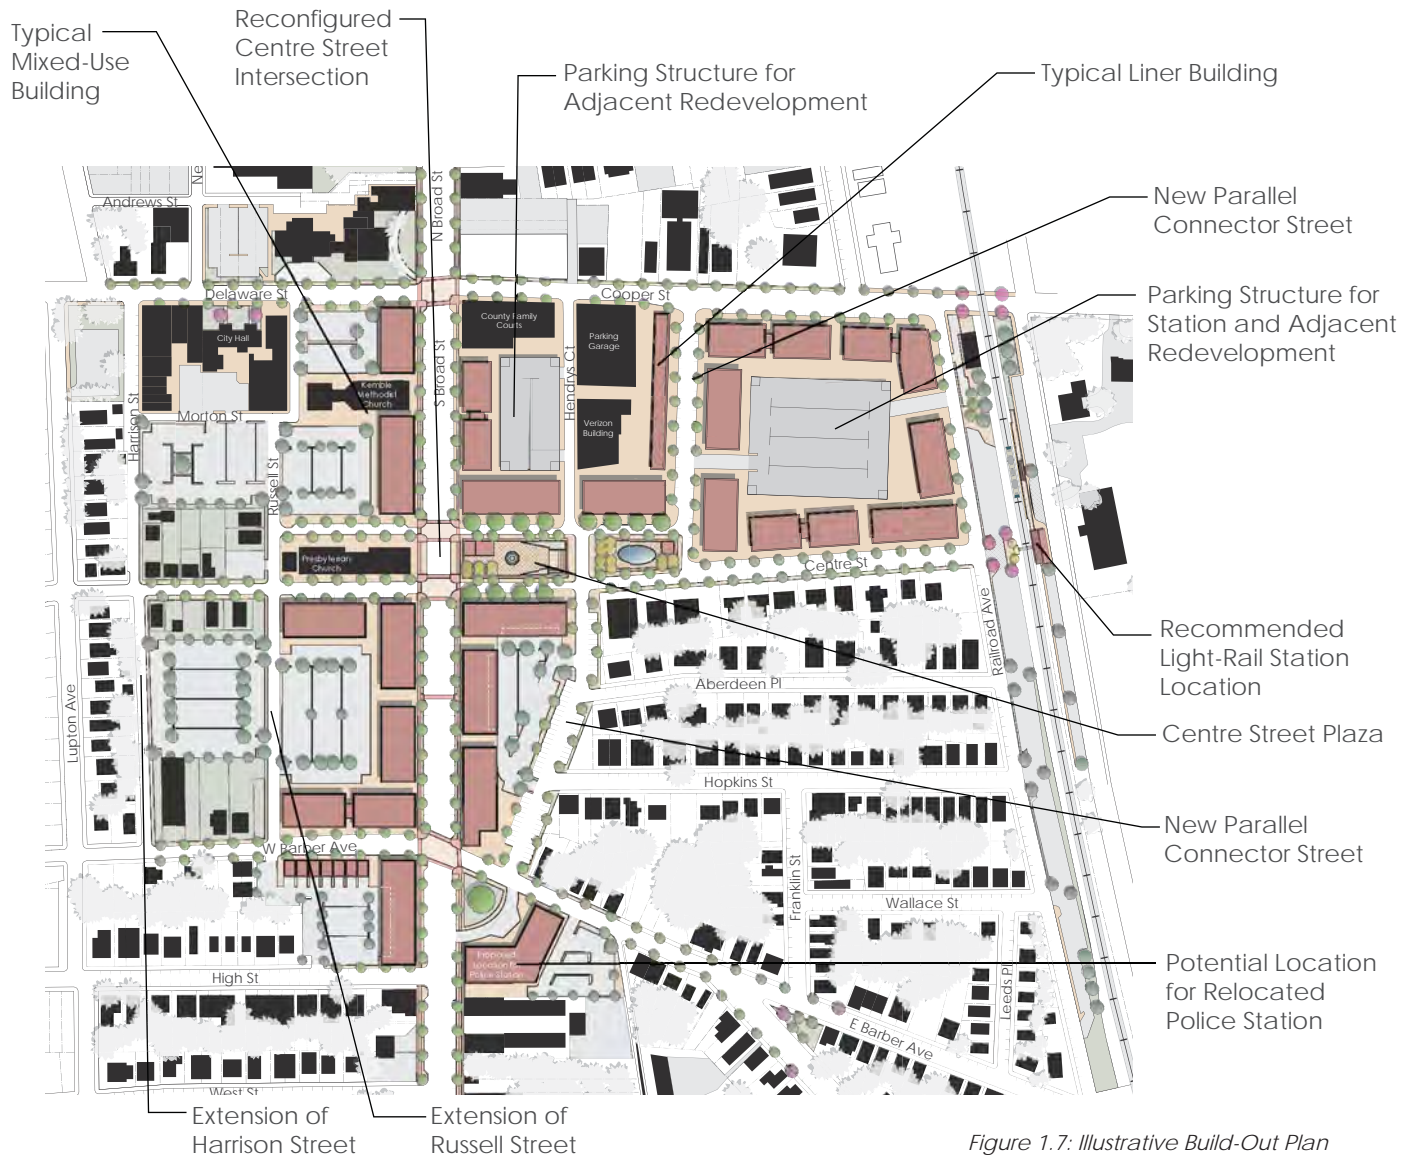 Typical
Mixed-Use
Building
Reconfigured
Centre Street
Intersection
Parking Structure for
Adjacent Redevelopment
Typical Liner Building
New Parallel
Connector Street
Parking Structure for
Station and Adjacent
Redevelopment
Recommended
Light-Rail Station
Location
Centre Street Plaza
New Parallel
Connector Street
Potential Location
for Relocated
Police Station
Extension of
Harrison Street
Extension of
Russell Street
Ne
Andrews St
N Broad St
Delaware St
Cooper St
City Hall
County Family
Courts
Parking
Garage
Hendrys Ct
S Broad St
Kemble
Methodist
Church
Harrison St
Morton St
Verizon
Building
Russell St
Presbyterian
Church
Centre St
Railroad Ave
Aberdeen Pl
Lupton Ave
Hopkins St
W Barber Ave
Franklin St
Wallace St
Proposed
Location for
Police Station
High St
Leeds Pl
E Barber Ave
West St
Figure 1.7: Illustrative Build-Out Plan